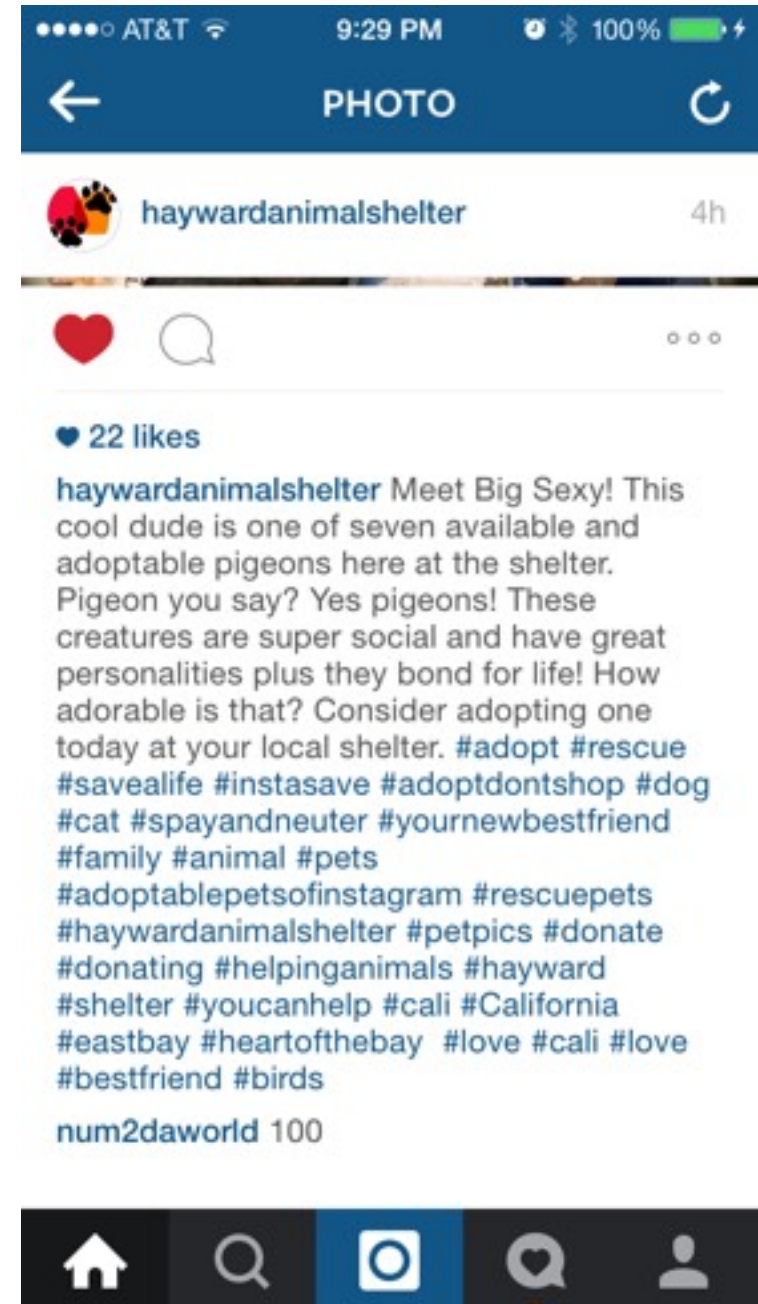 AT&T 9:29 PM 100%
PHOTO
haywardanimalshelter 4h
22 likes
haywardanimalshelter Meet Big Sexy! This
cool dude is one of seven available and
adoptable pigeons here at the shelter.
Pigeon you say? Yes pigeons! These
creatures are super social and have great
personalities plus they bond for life! How
adorable is that? Consider adopting one
today at your local shelter. #adopt #rescue
#savealife #instasave #adoptdontshop #dog
#cat #spayandneuter #yournewbestfriend
#family #animal #pets
#adoptablepetsofinstagram #rescuepets
#haywardanimalshelter #petpics #donate
#donating #helpinganimals #hayward
#shelter #youcanhelp #cali #California
#eastbay #heartofthebay #love #cali #love
#bestfriend #birds
num2daworld 100